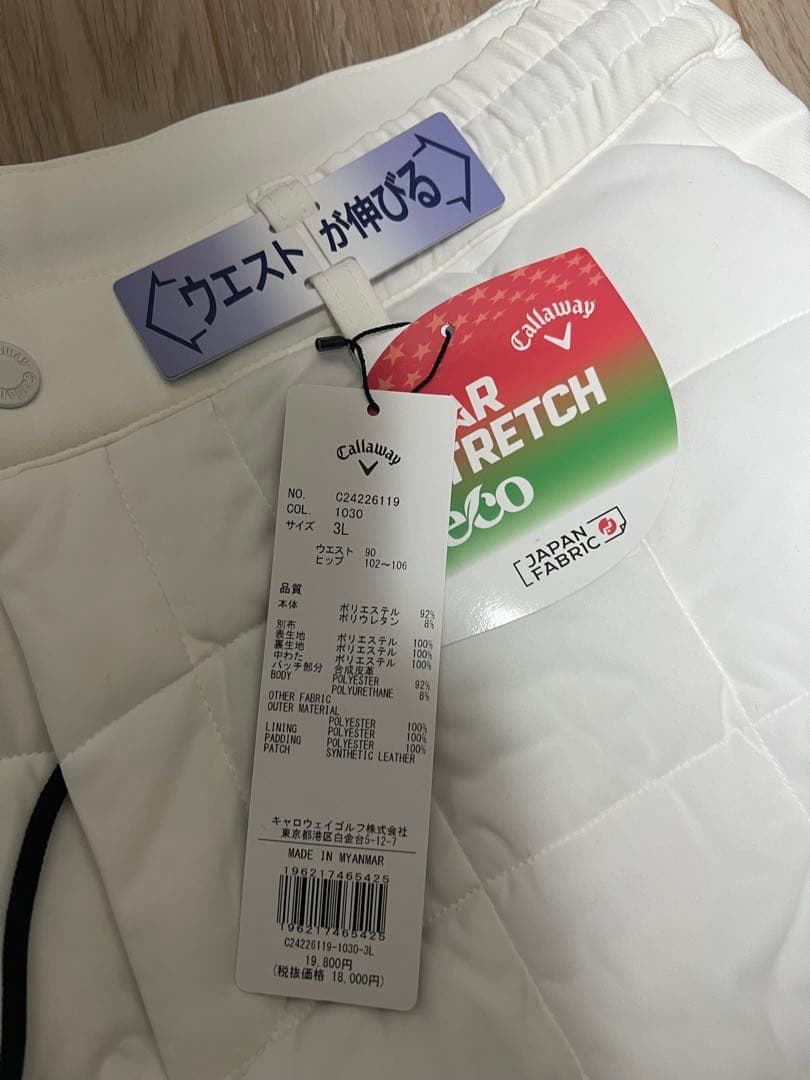 ウエストが伸びる
Callaway
STRETCH
eco
JAPAN
FABRIC
Callaway
NO. C24226119
COL. 1030
サイズ 3L
ウエスト 90
ヒップ 102〜106
品質
本体 ポリエステル 92%
ポリウレタン 8%
別布
表生地 ポリエステル 100%
裏生地 ポリエステル 100%
中わた ポリエステル 100%
パッチ部分 合成皮革
BODY POLYESTER 92%
POLYURETHANE 8%
OTHER FABRIC
OUTER MATERIAL
POLYESTER 100%
LINING POLYESTER 100%
PADDING POLYESTER 100%
PATCH SYNTHETIC LEATHER
キャロウェイゴルフ株式会社
東京都港区白金台5-12-7
MADE IN MYANMAR
196217465425
196217465425
C24226119-1030-3L
19,800円
(税抜価格 18,000円)